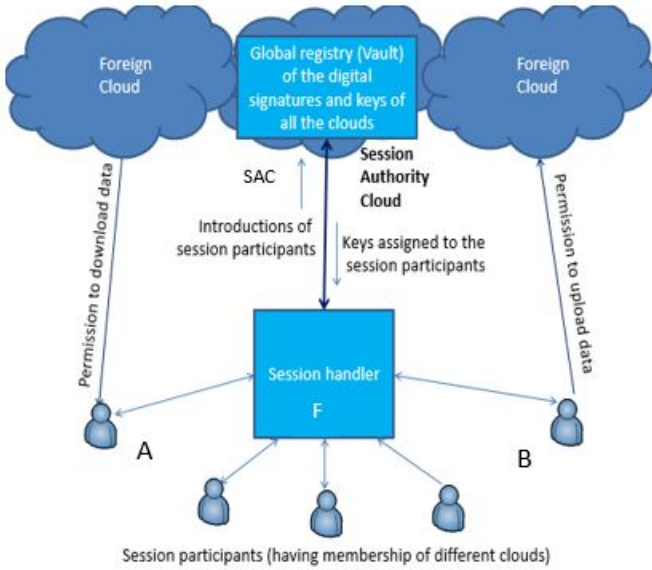 Foreign
Cloud
Global registry (Vault)
of the digital
signatures and keys of
all the clouds
Foreign
Cloud
Session
Authority
Cloud
SAC
Introductions of
session participants
Keys assigned to the
session participants
Permission to download data
Permission to upload data
Session handler
F
A
B
Session participants (having membership of different clouds)